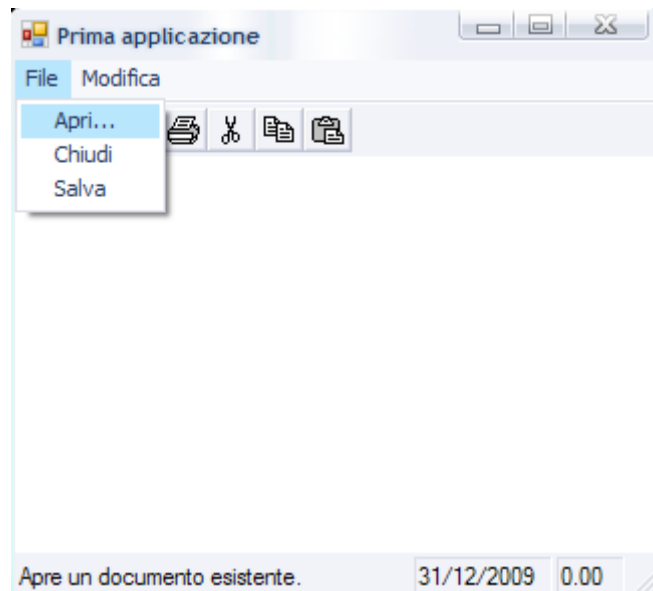 Prima applicazione
File Modifica
Apri...
Chiudi
Salva
Apre un documento esistente. 31/12/2009 0.00